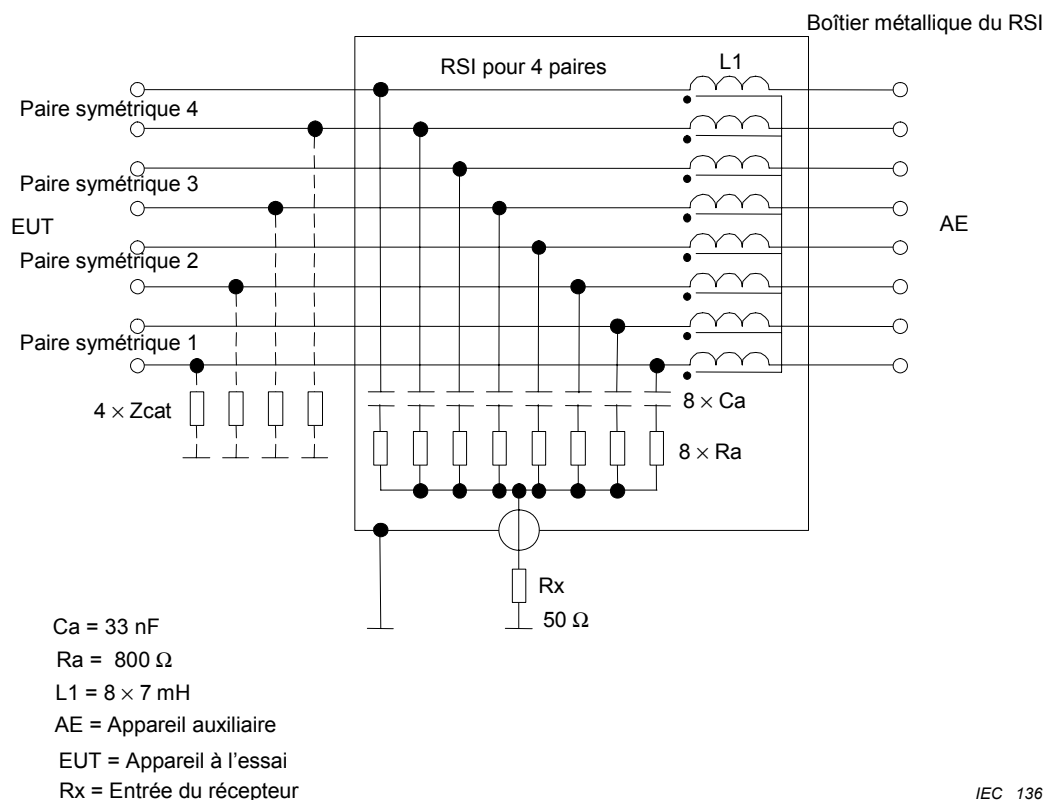 Boîtier métallique du RSI
RSI pour 4 paires
L1
Paire symétrique 4
Paire symétrique 3
EUT
AE
Paire symétrique 2
Paire symétrique 1
4 × Zcat
8 × Ca
8 × Ra
Rx
50 Ω
Ca = 33 nF
Ra = 800 Ω
L1 = 8 × 7 mH
AE = Appareil auxiliaire
EUT = Appareil à l'essai
Rx = Entrée du récepteur
IEC 136